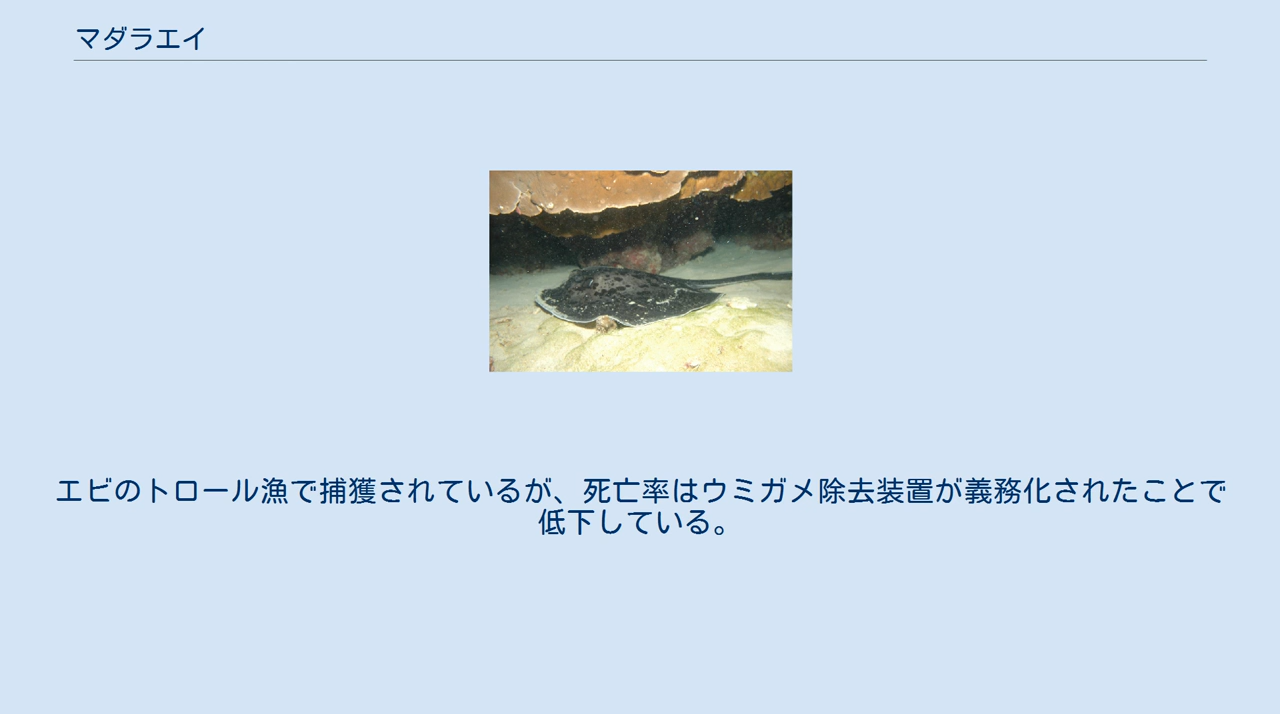 マダラエイ
エビのトロール漁で捕獲されているが、死亡率はウミガメ除去装置が義務化されたことで
低下している。